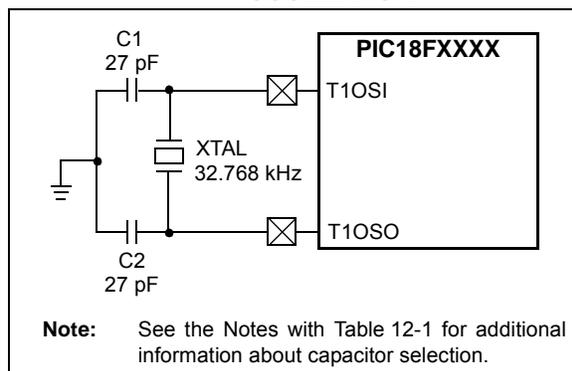 C1
27 pF
PIC18FXXXX
T1OSI
XTAL
32.768 kHz
T1OSO
C2
27 pF
Note: See the Notes with Table 12-1 for additional
information about capacitor selection.